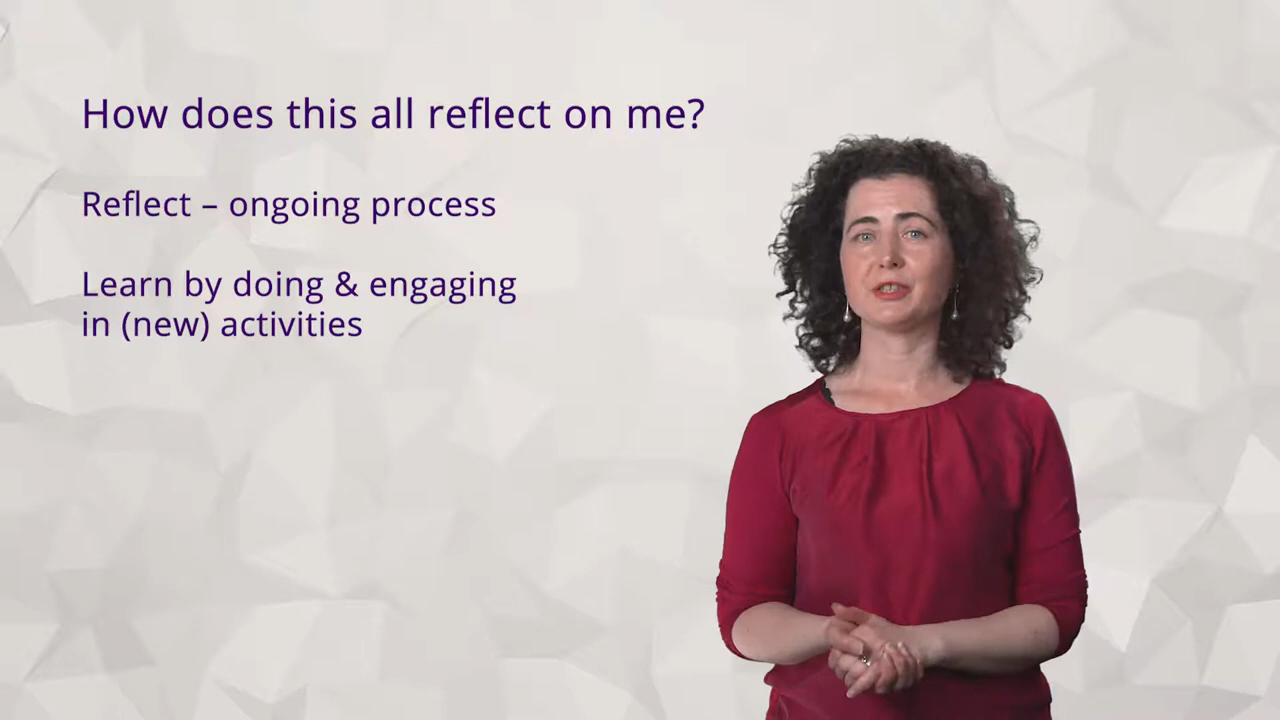 How does this all reflect on me?
Reflect – ongoing process
Learn by doing & engaging
in (new) activities